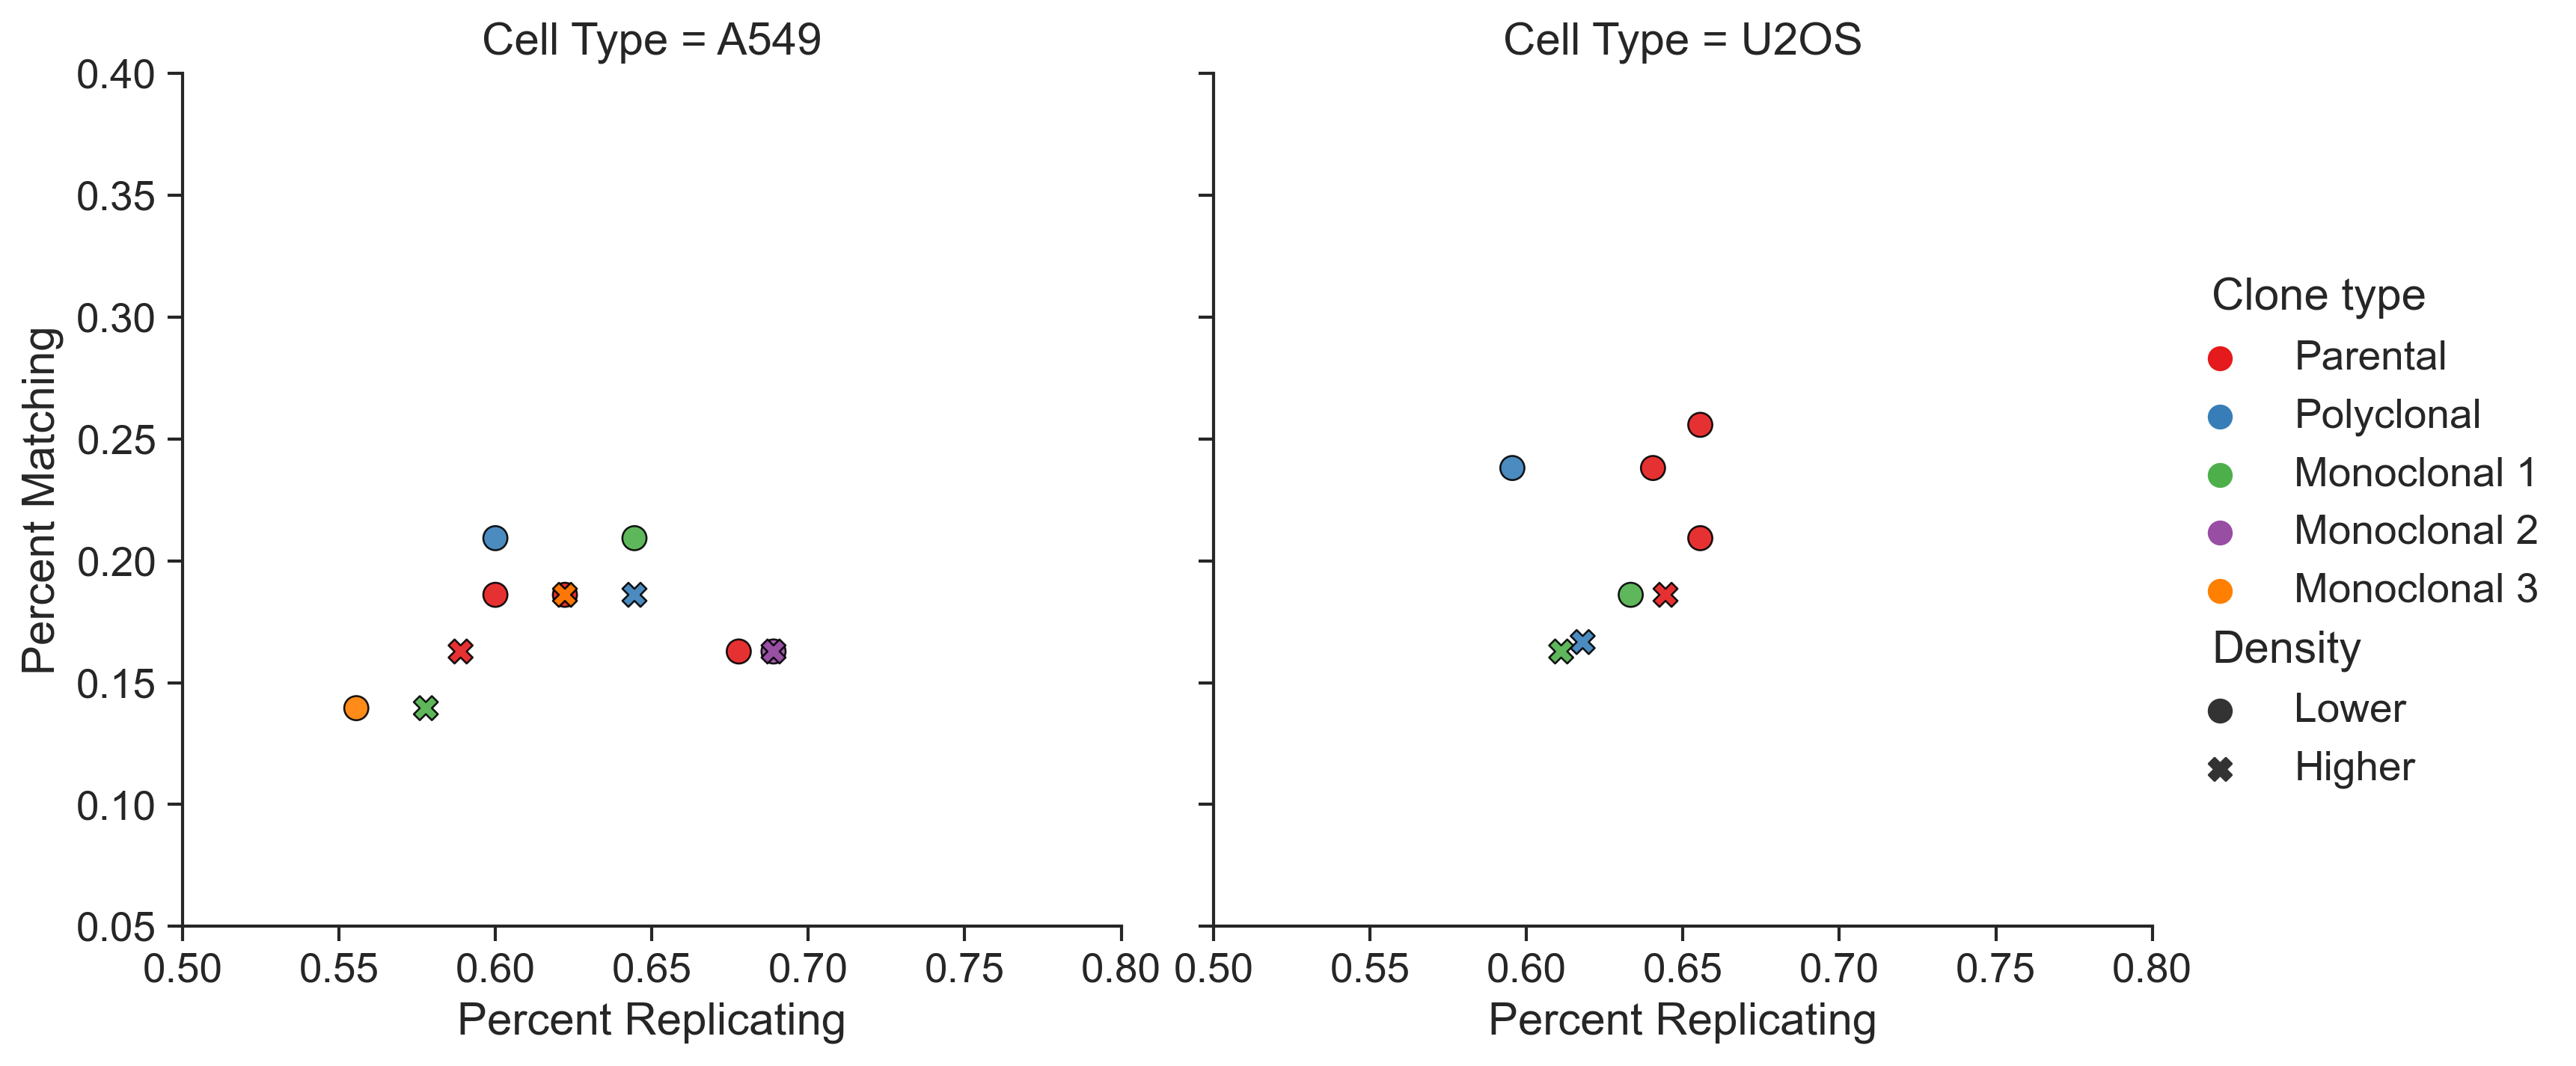 Cell Type = A549
Cell Type = U2OS
0.40
0.35
0.30
0.25
0.20
0.15
0.10
0.05
Percent Matching
0.50 0.55 0.60 0.65 0.70 0.75 0.80
0.50 0.55 0.60 0.65 0.70 0.75 0.80
Percent Replicating
Percent Replicating
Clone type
Parental
Polyclonal
Monoclonal 1
Monoclonal 2
Monoclonal 3
Density
Lower
Higher